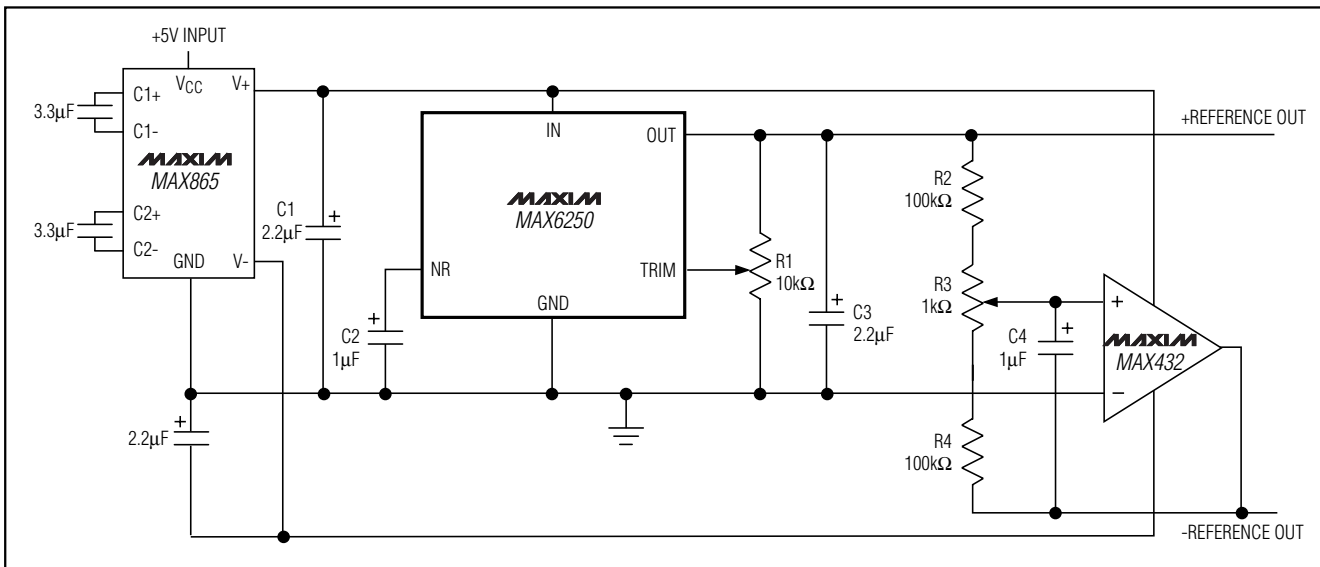 +5V INPUT
VCC
V+
C1+
C1-
3.3µF
MAXIM
MAX865
C2+
C2-
3.3µF
GND
V-
C1
2.2µF
+
2.2µF
+
IN
OUT
MAXIM
MAX6250
NR
TRIM
GND
+
C2
1µF
R1
10kΩ
+
C3
2.2µF
+REFERENCE OUT
R2
100kΩ
R3
1kΩ
+
C4
1µF
R4
100kΩ
+
MAXIM
MAX432
−
-REFERENCE OUT